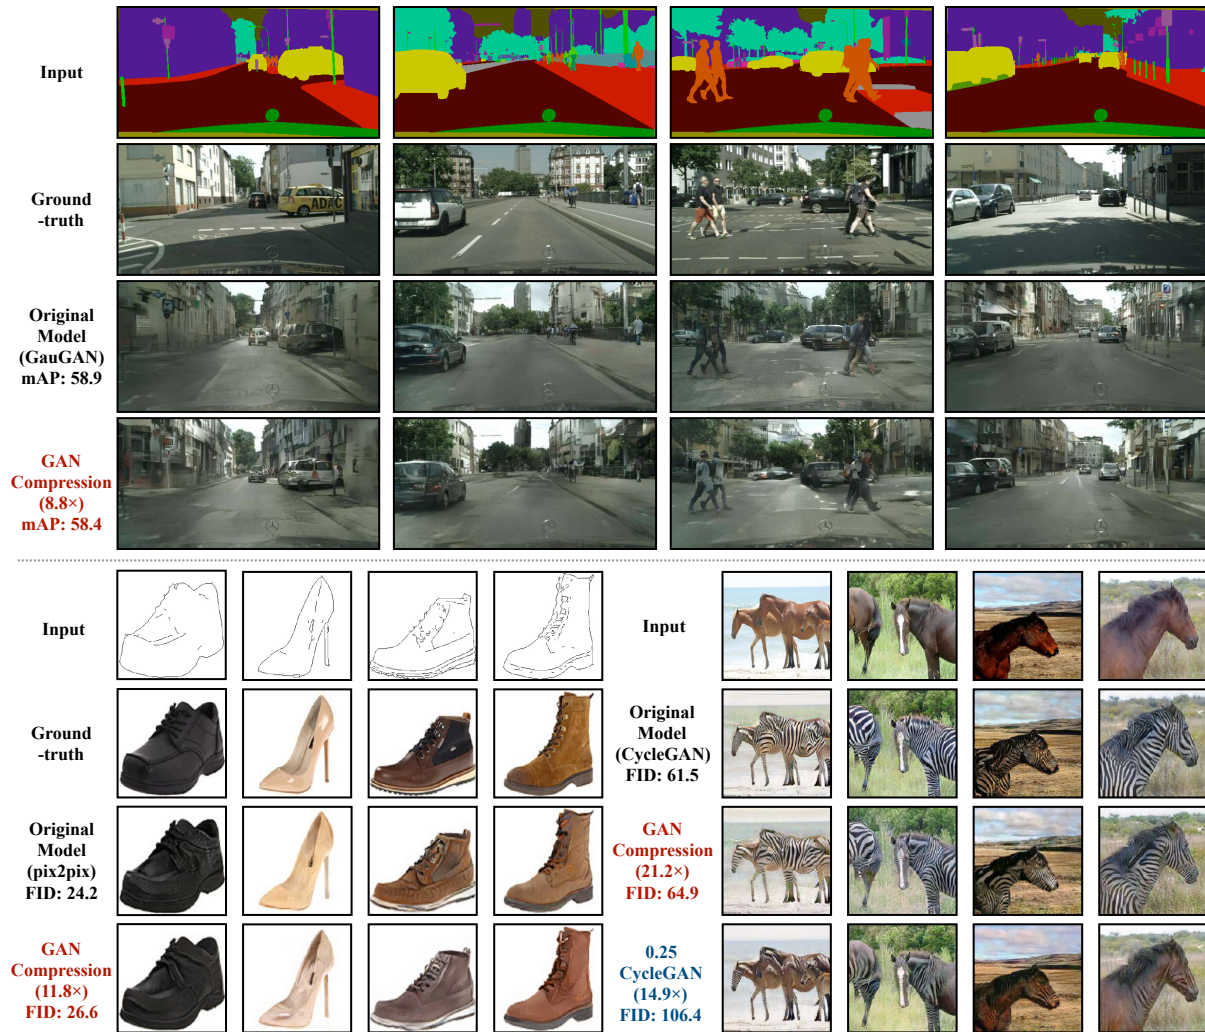 Input
Ground
-truth
ADAC
Original
Model
(GauGAN)
mAP: 58.9
GAN
Compression
(8.8×)
mAP: 58.4
Input
Ground
-truth
Original
Model
(pix2pix)
FID: 24.2
GAN
Compression
(11.8×)
FID: 26.6
Input
Original
Model
(CycleGAN)
FID: 61.5
GAN
Compression
(21.2×)
FID: 64.9
0.25
CycleGAN
(14.9×)
FID: 106.4